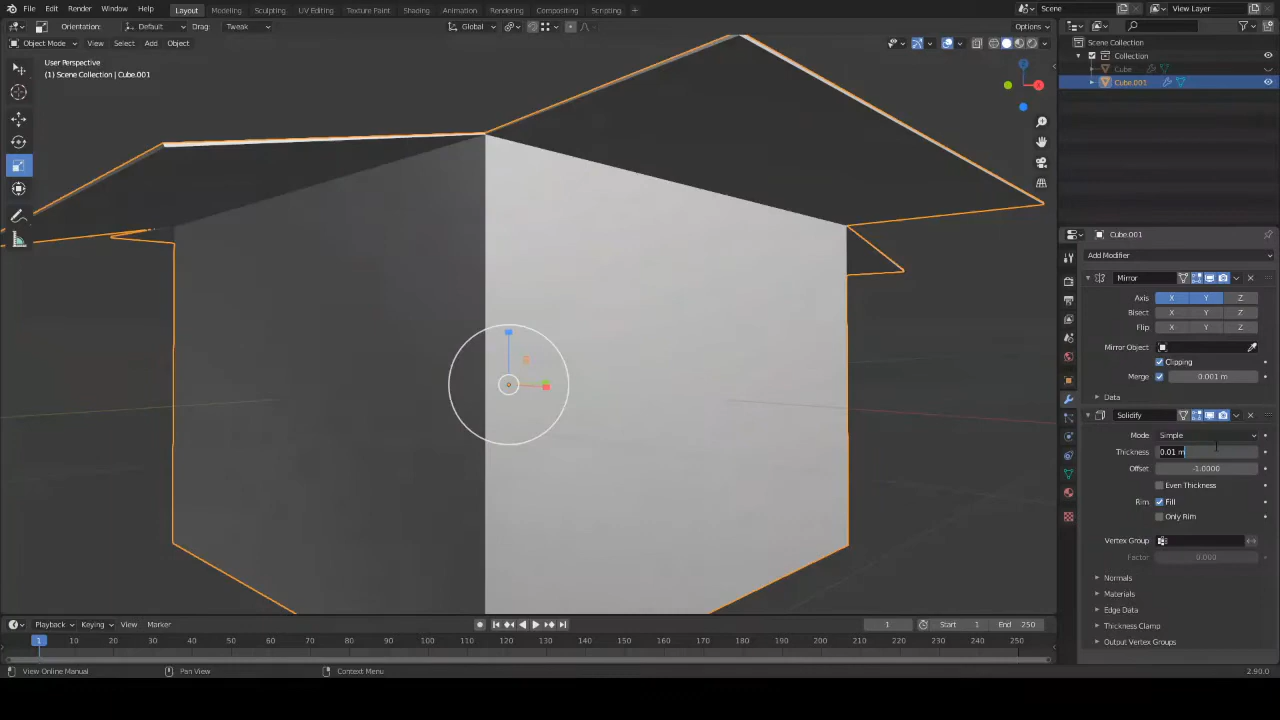 File Edit Render Window Help Layout Modeling Sculpting UV Editing Texture Paint Shading Animation Rendering Compositing Scripting + Scene View Layer
Orientation: Default Drag: Tweak Global Options
Object Mode View Select Add Object
User Perspective
(1) Scene Collection | Cube.001
Scene Collection
Collection
Cube
Cube.001
Cube.001
Add Modifier
Mirror
Axis X Y Z
Bisect X Y Z
Flip X Y Z
Mirror Object
Clipping
Merge 0.001 m
Data
Solidify
Mode Simple
Thickness 0.01 m
Offset -1.0000
Even Thickness
Rim Fill
Only Rim
Vertex Group
Factor 0.000
Normals
Materials
Edge Data
Thickness Clamp
Output Vertex Groups
Playback Keying View Marker 1 Start 1 End 250
1 10 20 30 40 50 60 70 80 90 100 110 120 130 140 150 160 170 180 190 200 210 220 230 240 250
View Online Manual Pan View Context Menu 2.90.0